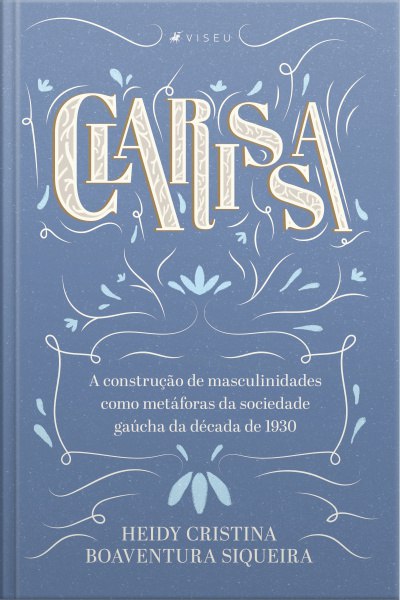 VISEU
CLARISSA
A construção de masculinidades
como metáforas da sociedade
gaúcha da década de 1930
HEIDY CRISTINA
BOAVENTURA SIQUEIRA